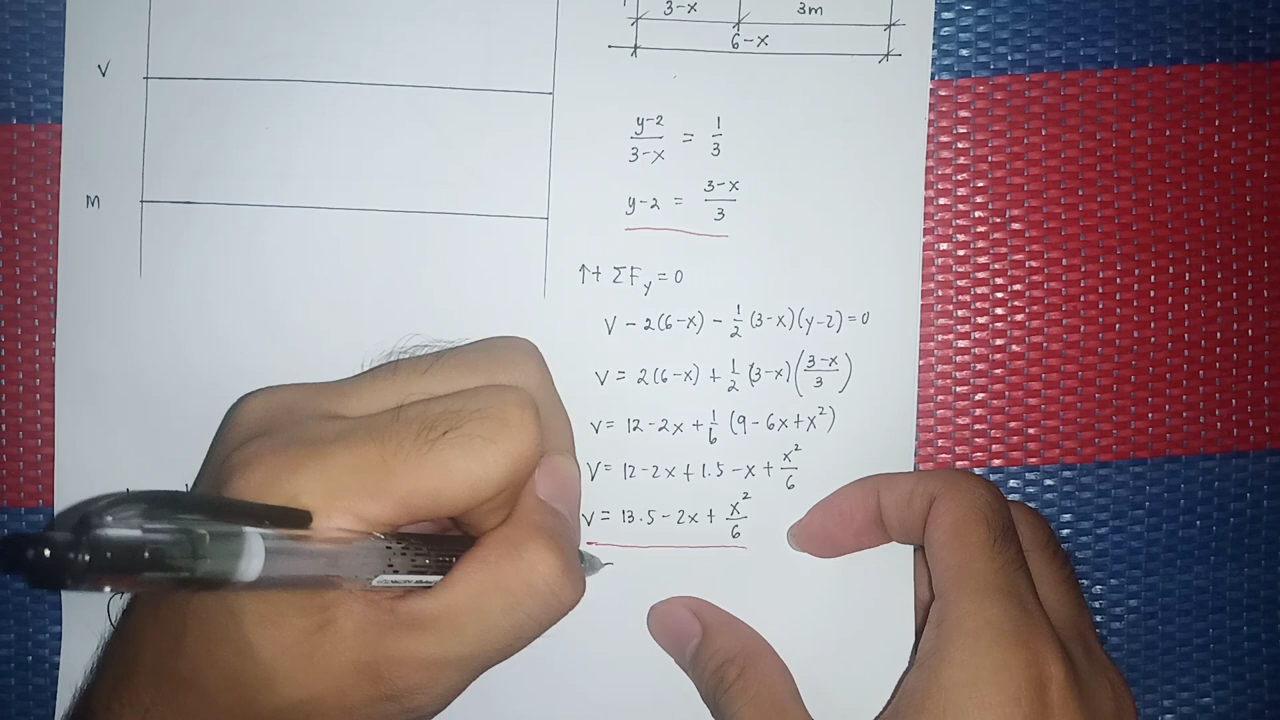 3-x 3m
6-x
V
M
y-2/3-x = 1/3
y-2 = 3-x/3
↑+ ΣFy = 0
V - 2(6-x) - 1/2 (3-x)(y-2) = 0
V = 2(6-x) + 1/2 (3-x)(3-x/3)
V = 12-2x + 1/6 (9-6x+x²)
V = 12-2x+1.5-x+x²/6
V = 13.5-2x+x²/6